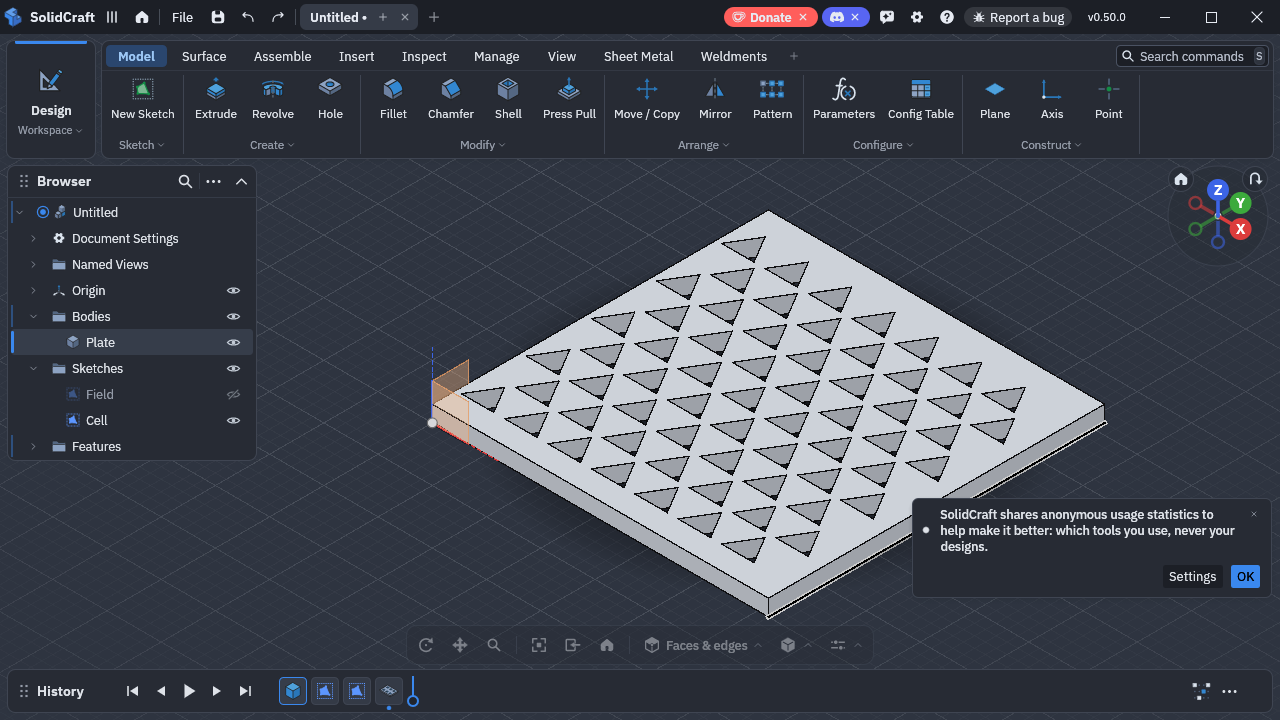 SolidCraft
File
Untitled •
Donate
Report a bug
v0.50.0
Design
Workspace
Model
Surface
Assemble
Insert
Inspect
Manage
View
Sheet Metal
Weldments
Search commands
S
New Sketch
Extrude
Revolve
Hole
Fillet
Chamfer
Shell
Press Pull
Move / Copy
Mirror
Pattern
Parameters
Config Table
Plane
Axis
Point
Sketch
Create
Modify
Arrange
Configure
Construct
Browser
Untitled
Document Settings
Named Views
Origin
Bodies
Plate
Sketches
Field
Cell
Features
Z
Y
X
SolidCraft shares anonymous usage statistics to
help make it better: which tools you use, never your
designs.
Settings
OK
Faces & edges
History